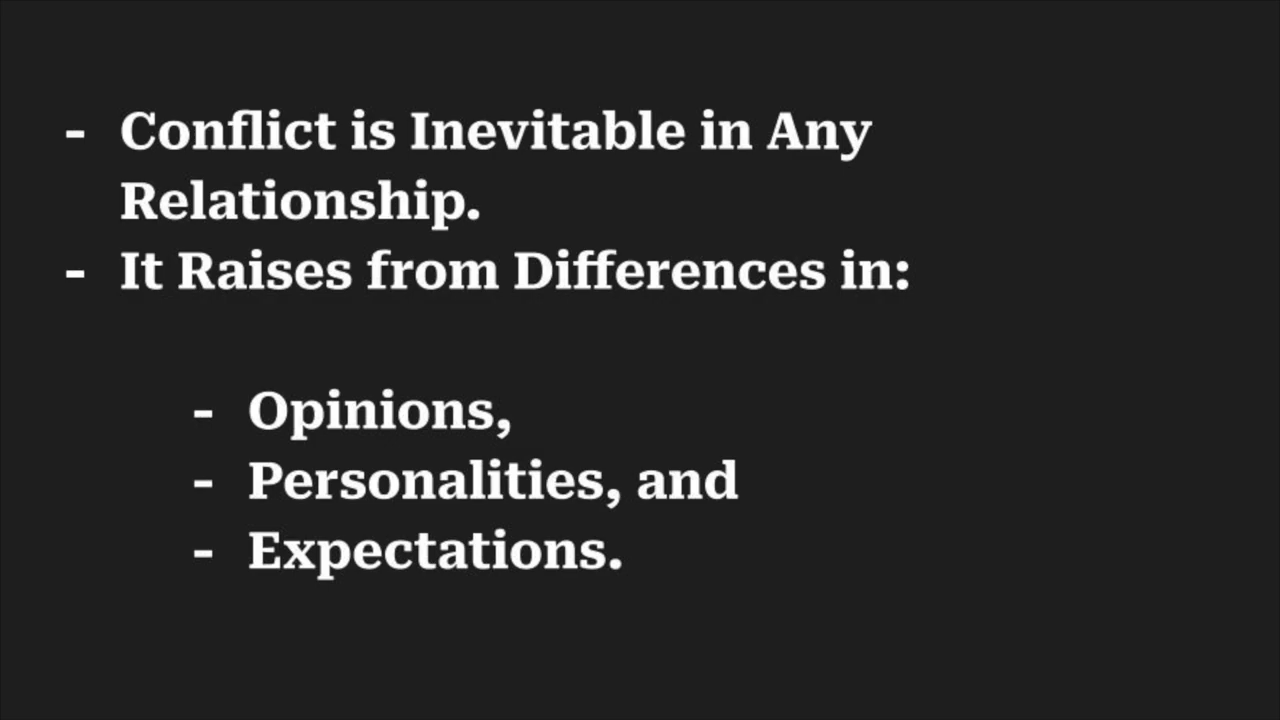 - Conflict is Inevitable in Any
Relationship.
- It Raises from Differences in:
- Opinions,
- Personalities, and
- Expectations.